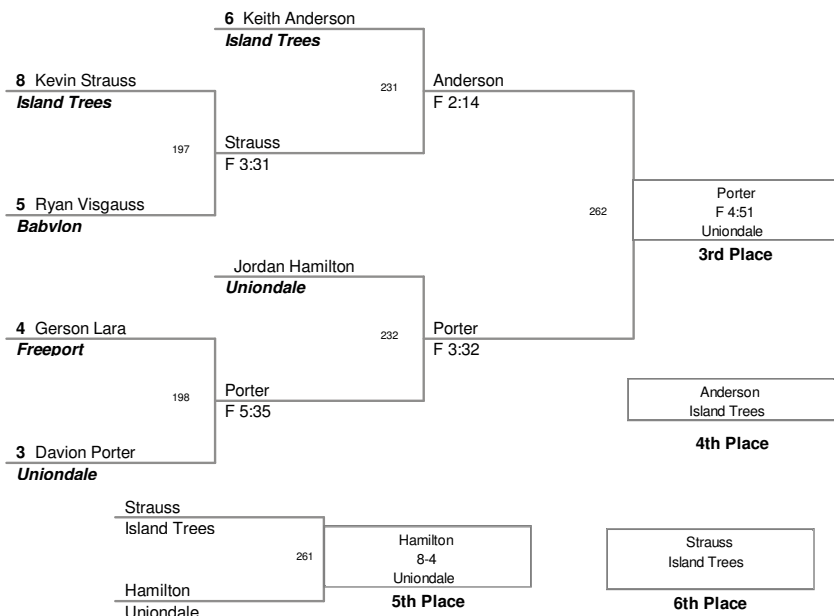 6 Keith Anderson
Island Trees
8 Kevin Strauss
Island Trees
231
Anderson
F 2:14
197
Strauss
F 3:31
5 Ryan Visgauss
Babylon
262
Porter
F 4:51
Uniondale
3rd Place
Jordan Hamilton
Uniondale
4 Gerson Lara
Freeport
232
Porter
F 3:32
198
Porter
F 5:35
3 Davion Porter
Uniondale
Anderson
Island Trees
4th Place
Strauss
Island Trees
261
Hamilton
Uniondale
Hamilton
8-4
Uniondale
5th Place
Strauss
Island Trees
6th Place